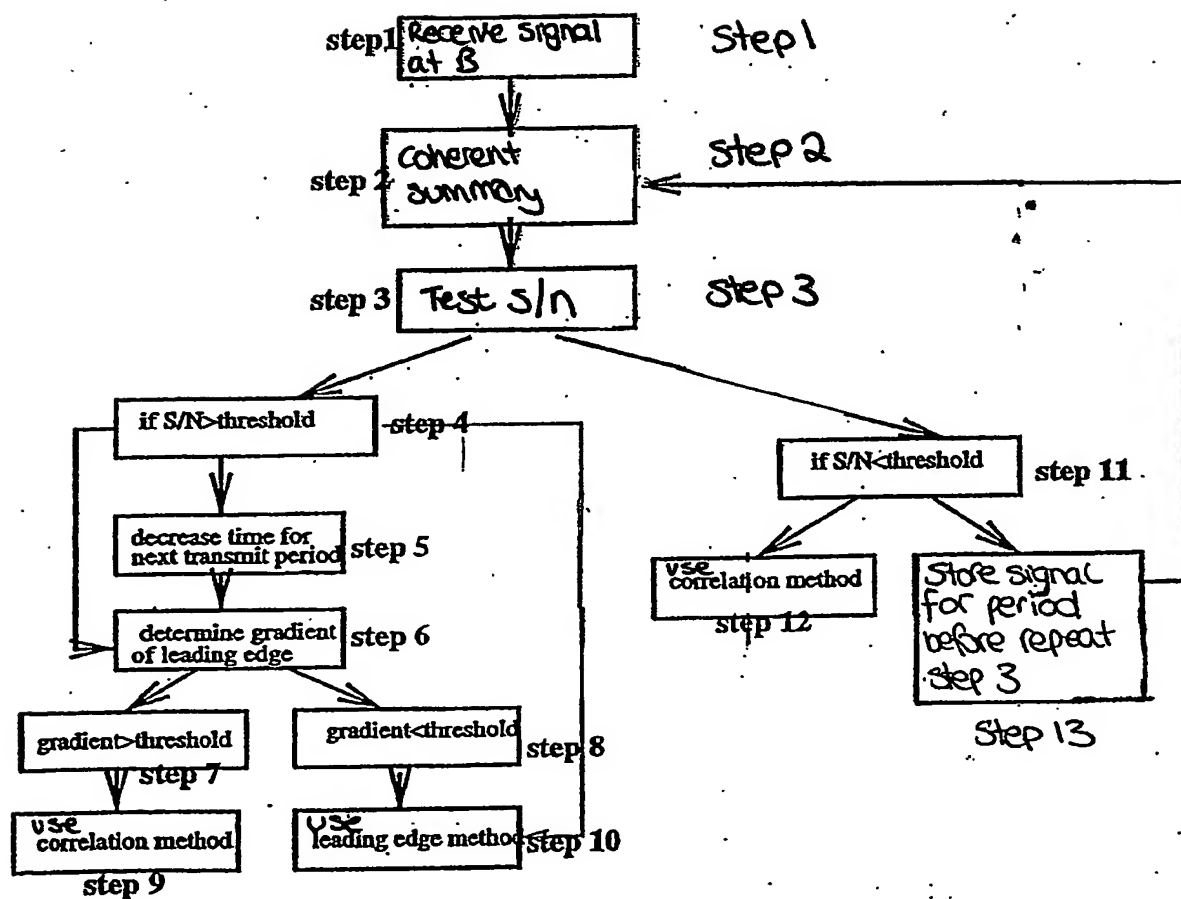 step1 Receive signal
at B
Step 1
step 2 Coherent
summary
Step 2
step 3 Test s/n
Step 3
if S/N>threshold
step 4
if S/N<threshold
step 11
decrease time for
next transmit period
step 5
use
correlation method
step 12
Store signal
for period
before repeat
step 3
Step 13
determine gradient
of leading edge
step 6
gradient>threshold
step 7
gradient<threshold
step 8
use
correlation method
step 9
use
leading edge method
step 10